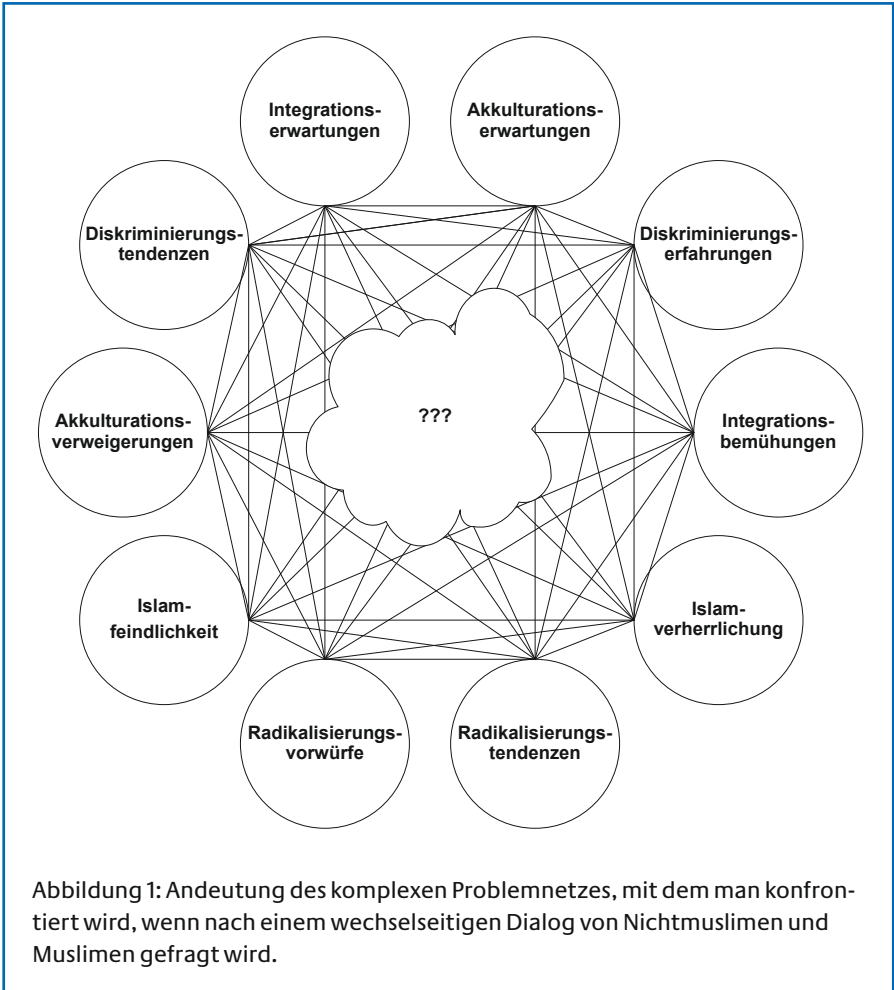 Integrations-
erwartungen
Akkulturations-
erwartungen
Diskriminierungs-
tendenzen
Diskriminierungs-
erfahrungen
Akkulturations-
verweigerungen
???
Integrations-
bemühungen
Islam-
feindlichkeit
Islam-
verherrlichung
Radikalisierungs-
vorwürfe
Radikalisierungs-
tendenzen
Abbildung 1: Andeutung des komplexen Problemnetzes, mit dem man konfron-
tiert wird, wenn nach einem wechselseitigen Dialog von Nichtmuslimen und
Muslimen gefragt wird.